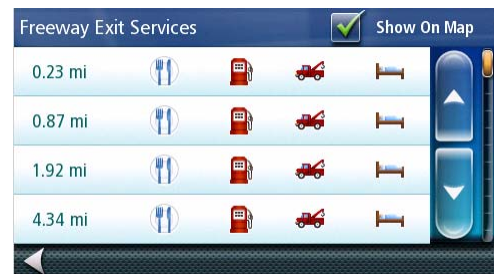 Freeway Exit Services
Show On Map
0.23 mi
0.87 mi
1.92 mi
4.34 mi